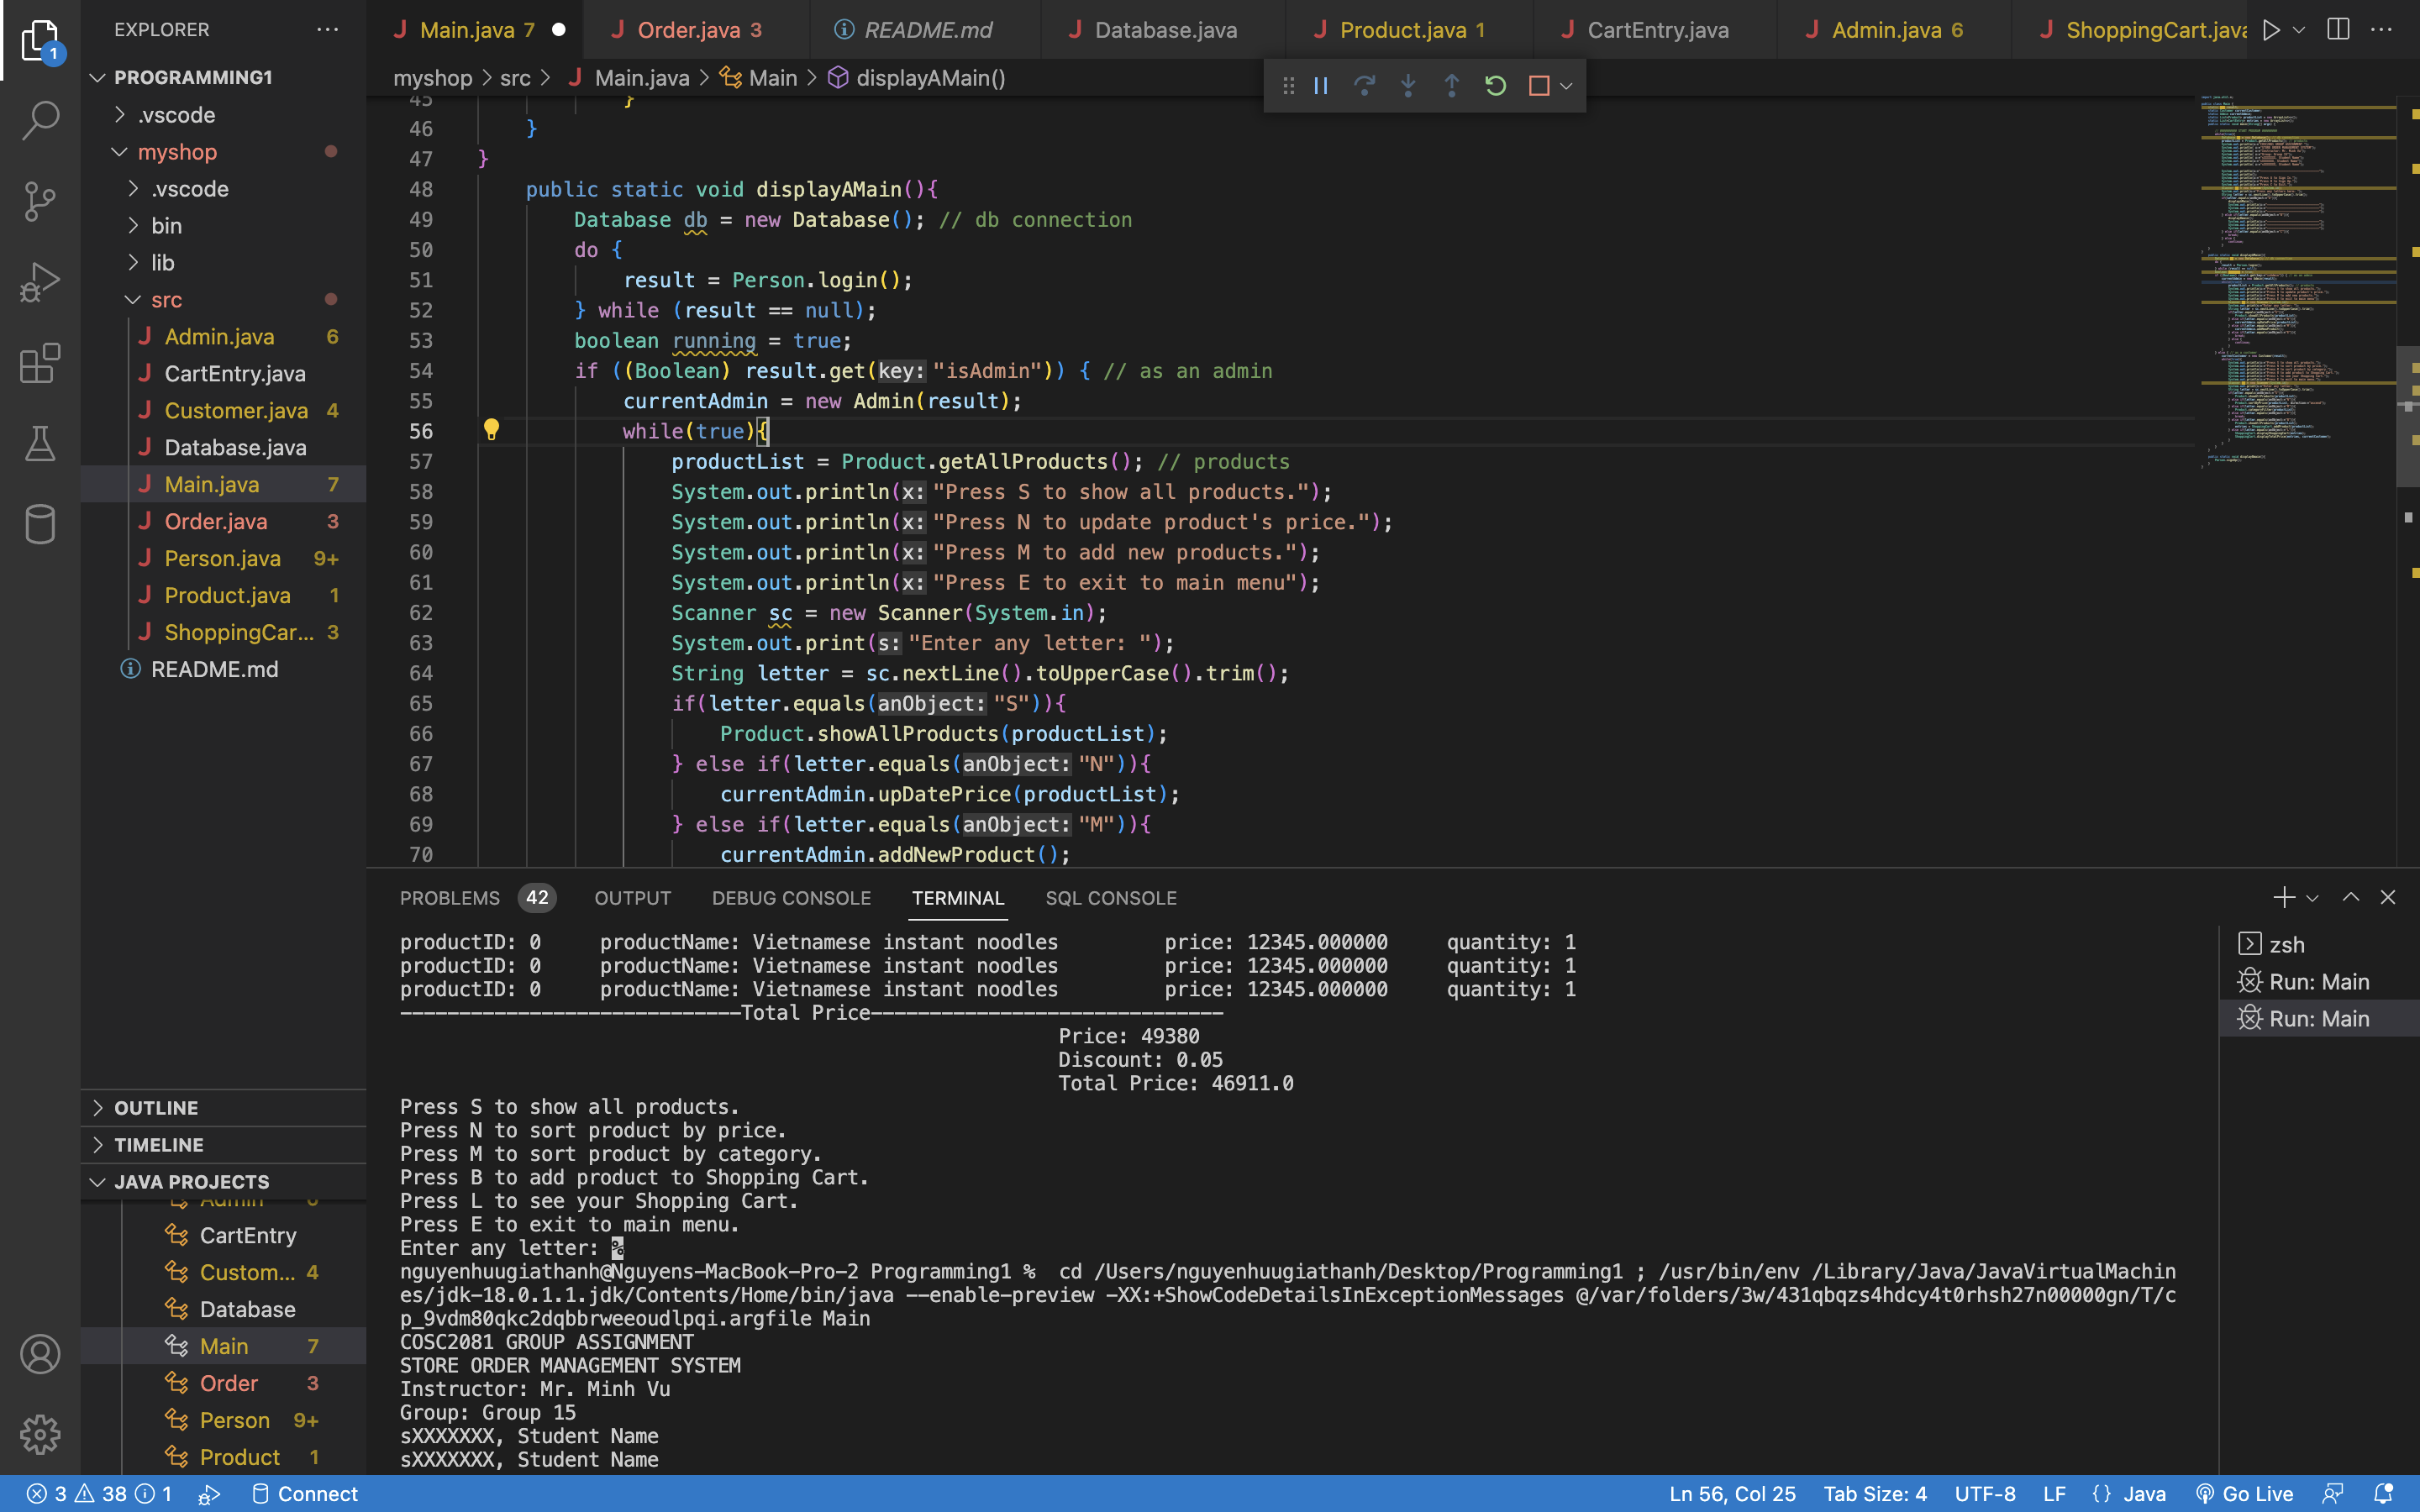 EXPLORER
PROGRAMMING1
.vscode
myshop
.vscode
bin
lib
src
Admin.java 6
CartEntry.java
Customer.java 4
Database.java
Main.java 7
Order.java 3
Person.java 9+
Product.java 1
ShoppingCar... 3
README.md
OUTLINE
TIMELINE
JAVA PROJECTS
Admin 6
CartEntry
Custom... 4
Database
Main 7
Order 3
Person 9+
Product 1
1
Main.java 7
Order.java 3
README.md
Database.java
Product.java 1
CartEntry.java
Admin.java 6
ShoppingCart.java
myshop > src > Main.java > Main > displayAMain()
45 }
46 }
47 }
48 public static void displayAMain(){
49 Database db = new Database(); // db connection
50 do {
51 result = Person.login();
52 } while (result == null);
53 boolean running = true;
54 if ((Boolean) result.get(key: "isAdmin")) { // as an admin
55 currentAdmin = new Admin(result);
56 while(true){
57 productList = Product.getAllProducts(); // products
58 System.out.println(x: "Press S to show all products.");
59 System.out.println(x: "Press N to update product's price.");
60 System.out.println(x: "Press M to add new products.");
61 System.out.println(x: "Press E to exit to main menu");
62 Scanner sc = new Scanner(System.in);
63 System.out.print(s: "Enter any letter: ");
64 String letter = sc.nextLine().toUpperCase().trim();
65 if(letter.equals(anObject: "S")){
66 Product.showAllProducts(productList);
67 } else if(letter.equals(anObject: "N")){
68 currentAdmin.upDatePrice(productList);
69 } else if(letter.equals(anObject: "M")){
70 currentAdmin.addNewProduct();
PROBLEMS 42 OUTPUT DEBUG CONSOLE TERMINAL SQL CONSOLE
productID: 0 productName: Vietnamese instant noodles price: 12345.000000 quantity: 1
productID: 0 productName: Vietnamese instant noodles price: 12345.000000 quantity: 1
productID: 0 productName: Vietnamese instant noodles price: 12345.000000 quantity: 1
-----------------------------Total Price------------------------------
Price: 49380
Discount: 0.05
Total Price: 46911.0
Press S to show all products.
Press N to sort product by price.
Press M to sort product by category.
Press B to add product to Shopping Cart.
Press L to see your Shopping Cart.
Press E to exit to main menu.
Enter any letter: %
nguyenhuugiathanh@Nguyens-MacBook-Pro-2 Programming1 % cd /Users/nguyenhuugiathanh/Desktop/Programming1 ; /usr/bin/env /Library/Java/JavaVirtualMachin
es/jdk-18.0.1.1.jdk/Contents/Home/bin/java --enable-preview -XX:+ShowCodeDetailsInExceptionMessages @/var/folders/3w/431qbqzs4hdcy4t0rhsh27n00000gn/T/c
p_9vdm80qkc2dqbbrweeoudlpqi.argfile Main
COSC2081 GROUP ASSIGNMENT
STORE ORDER MANAGEMENT SYSTEM
Instructor: Mr. Minh Vu
Group: Group 15
sXXXXXXX, Student Name
sXXXXXXX, Student Name
zsh
Run: Main
Run: Main
3 38 1 Connect
Ln 56, Col 25 Tab Size: 4 UTF-8 LF {} Java Go Live